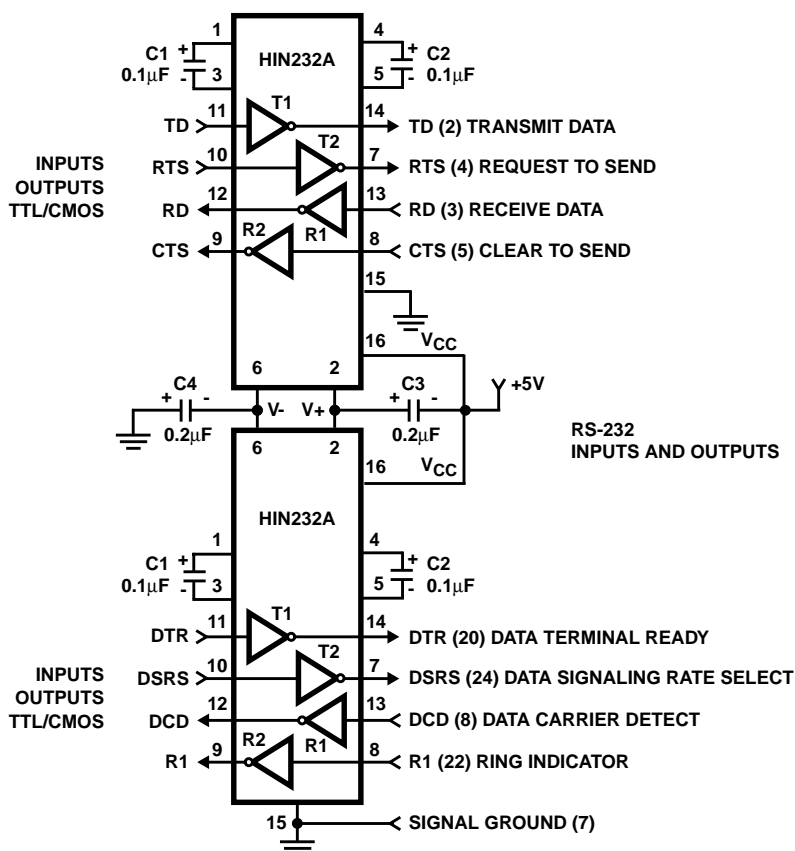 1
4
C1 +
0.1μF -
3
HIN232A
+ C2
- 0.1μF
5
T1
11
14
TD
TD (2) TRANSMIT DATA
T2
10
7
INPUTS
OUTPUTS
TTL/CMOS
RTS
RTS (4) REQUEST TO SEND
12
13
RD
RD (3) RECEIVE DATA
R2
R1
9
8
CTS
CTS (5) CLEAR TO SEND
15
16
VCC
6
2
+5V
+ C4 -
0.2μF
V-
V+
+ C3 -
0.2μF
RS-232
INPUTS AND OUTPUTS
6
2
16
VCC
HIN232A
1
4
C1 +
0.1μF -
3
+ C2
- 0.1μF
5
T1
11
14
DTR
DTR (20) DATA TERMINAL READY
T2
10
7
INPUTS
OUTPUTS
TTL/CMOS
DSRS
DSRS (24) DATA SIGNALING RATE SELECT
12
13
DCD
DCD (8) DATA CARRIER DETECT
R2
R1
9
8
R1
R1 (22) RING INDICATOR
15
SIGNAL GROUND (7)